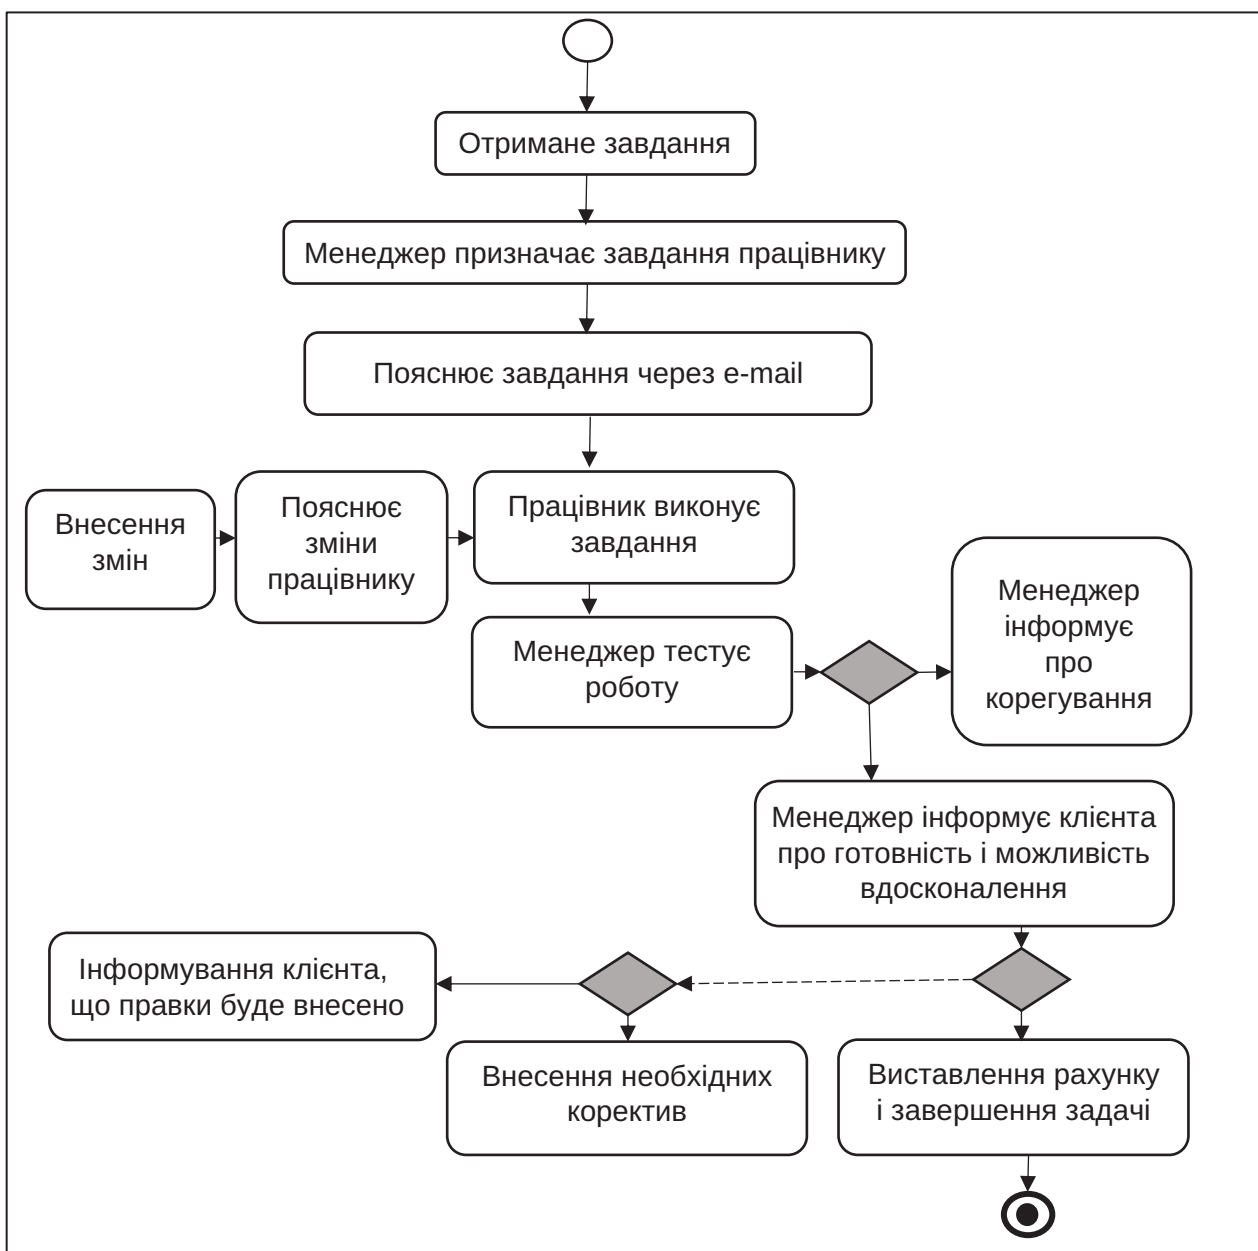 Отримане завдання
Менеджер призначає завдання працівнику
Пояснює завдання через e-mail
Внесення
змін
Пояснює
зміни
працівнику
Працівник виконує
завдання
Менеджер тестує
роботу
Менеджер
інформує
про
корегування
Менеджер інформує клієнта
про готовність і можливість
вдосконалення
Інформування клієнта,
що правки буде внесено
Внесення необхідних
коректив
Виставлення рахунку
і завершення задачі